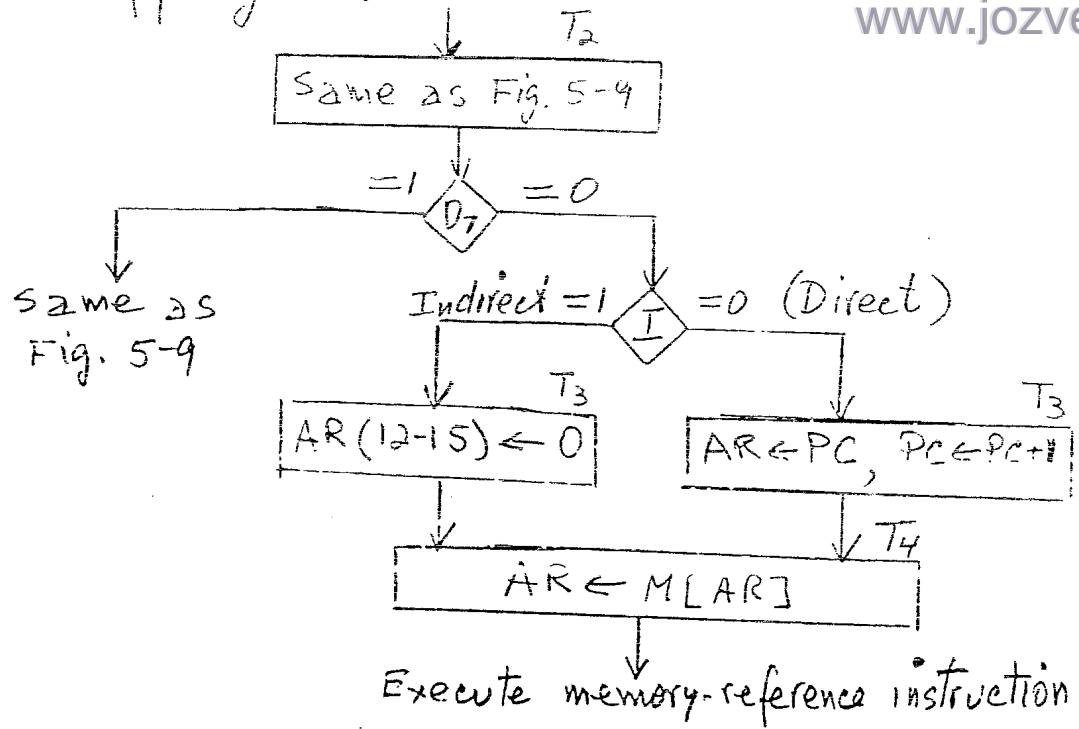 www.jozve
T2
Same as Fig. 5-9
=1
D7
=0
same as
Fig. 5-9
Indirect =1
I
=0 (Direct)
T3
AR(12-15) ← 0
T3
AR ← PC, PC ← PC+1
T4
AR ← M[AR]
Execute memory-reference instruction